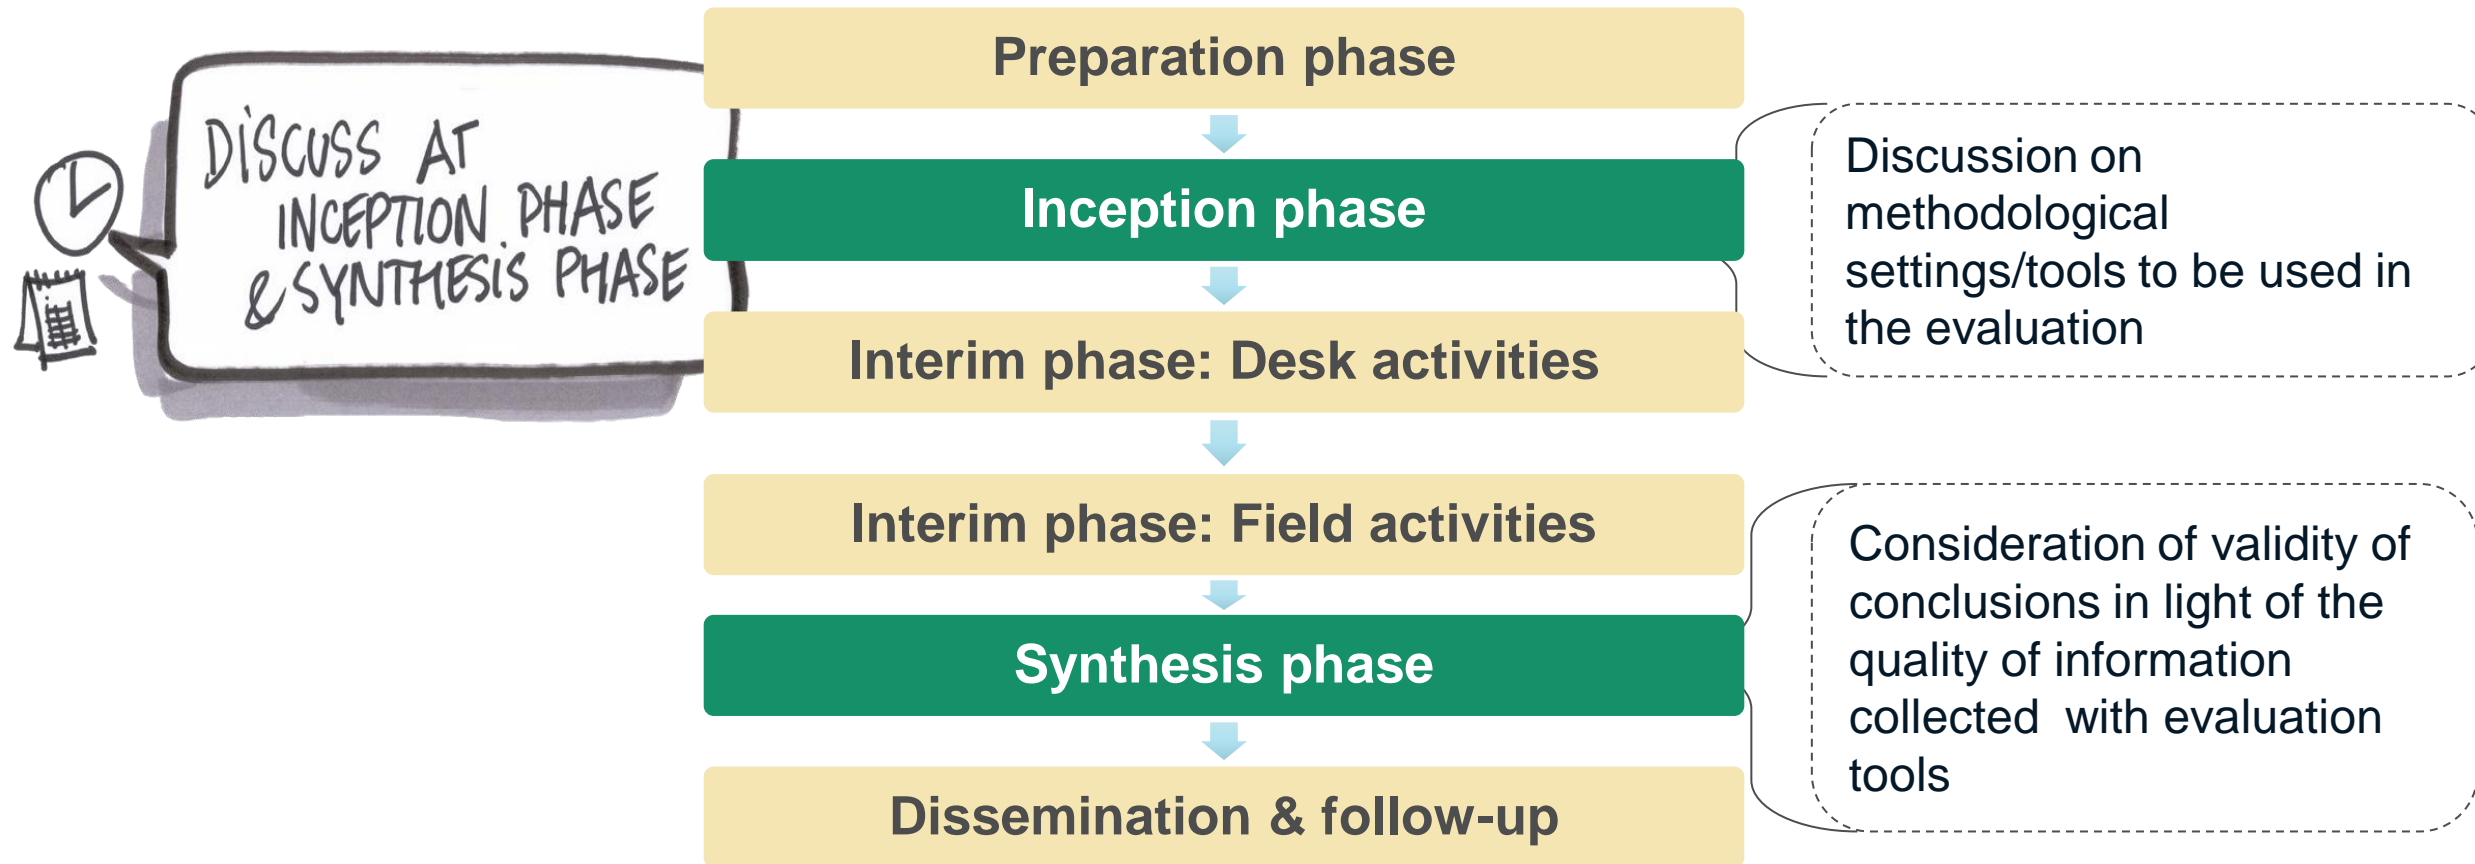 DISCUSS AT
INCEPTION PHASE
& SYNTHESIS PHASE
Preparation phase
Inception phase
Interim phase: Desk activities
Interim phase: Field activities
Synthesis phase
Dissemination & follow-up
Discussion on
methodological
settings/tools to be used in
the evaluation
Consideration of validity of
conclusions in light of the
quality of information
collected  with evaluation
tools